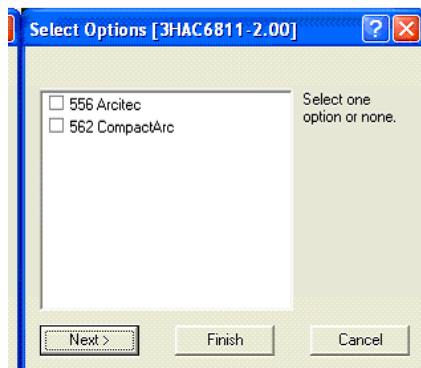 Select Options [3HAC6811-2.00]
556 Arcitec
562 CompactArc
Select one
option or none.
Next >
Finish
Cancel